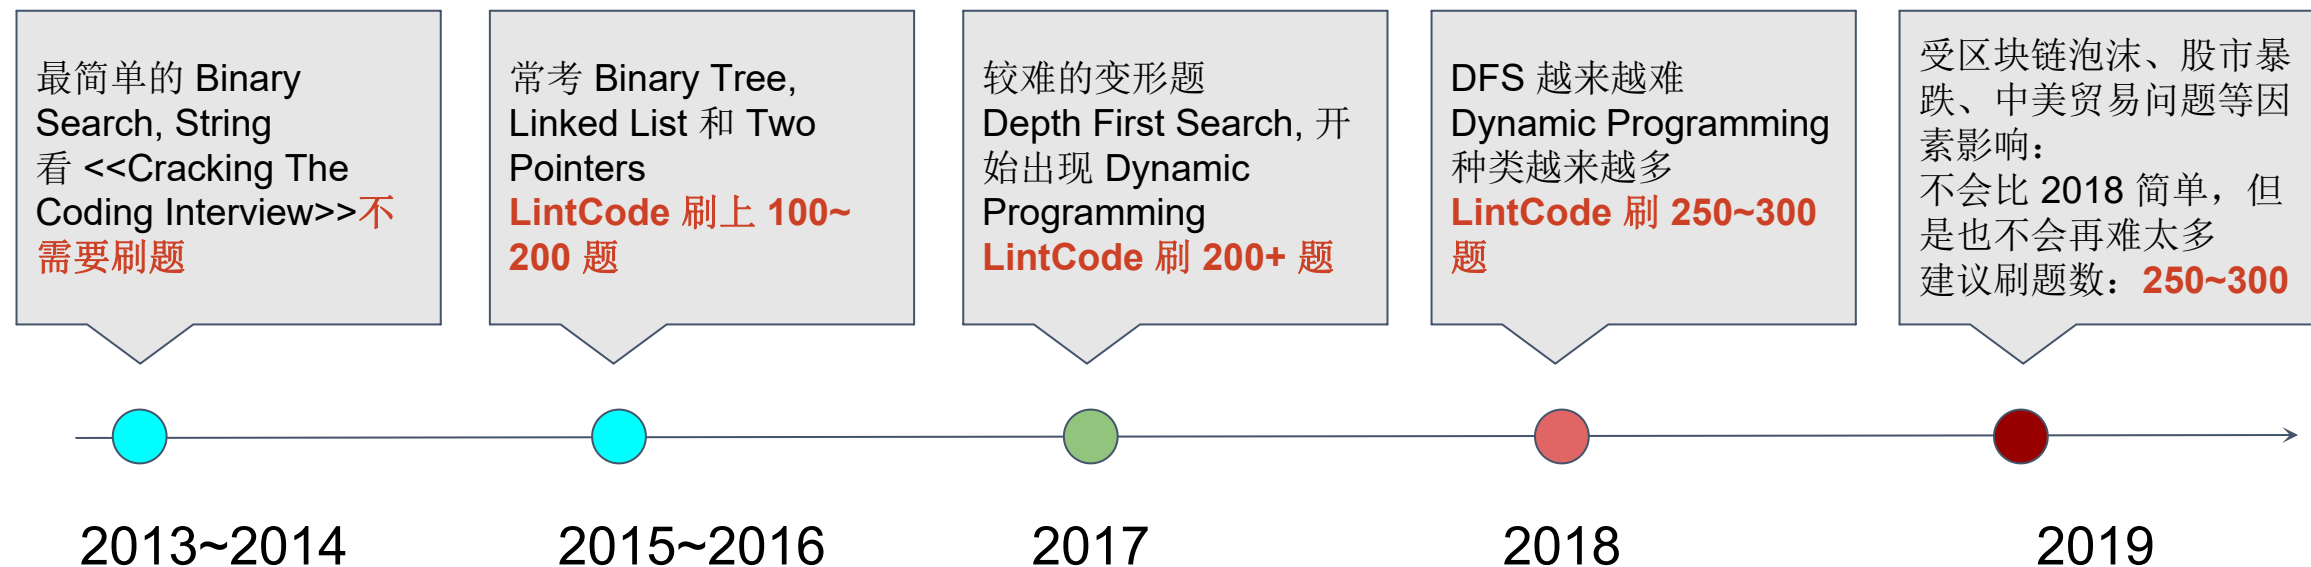 最简单的 Binary
Search, String
看 <<Cracking The
Coding Interview>>不
需要刷题
常考 Binary Tree,
Linked List 和 Two
Pointers
LintCode 刷上 100~
200 题
较难的变形题
Depth First Search, 开
始出现 Dynamic
Programming
LintCode 刷 200+ 题
DFS 越来越难
Dynamic Programming
种类越来越多
LintCode 刷 250~300
题
受区块链泡沫、股市暴
跌、中美贸易问题等因
素影响：
不会比 2018 简单，但
是也不会再难太多
建议刷题数：250~300
2013~2014
2015~2016
2017
2018
2019